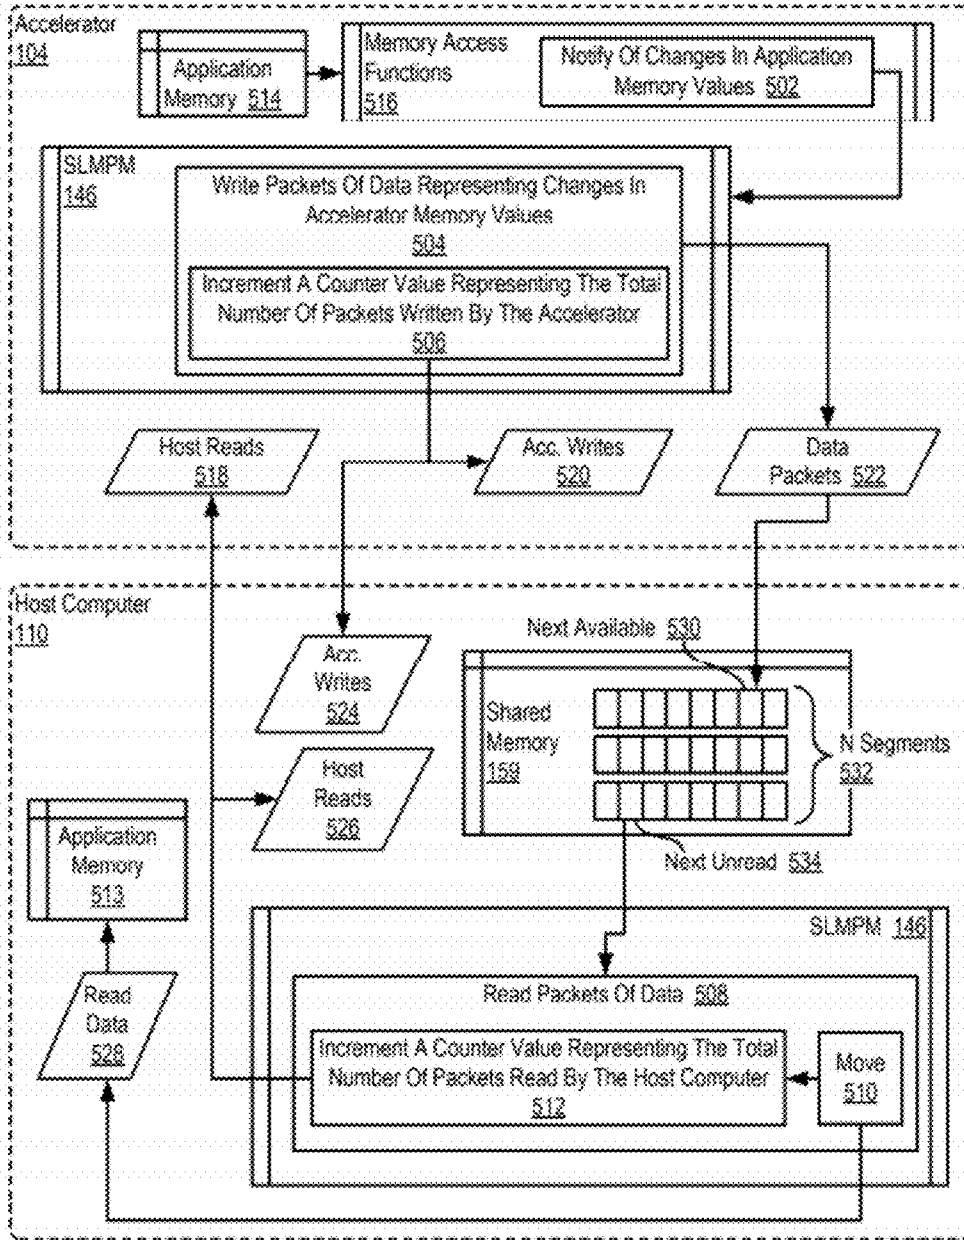 Accelerator
104
Application
Memory 514
Memory Access
Functions
516
Notify Of Changes In Application
Memory Values 502
SLMPM
146
Write Packets Of Data Representing Changes In
Accelerator Memory Values
504
Increment A Counter Value Representing The Total
Number Of Packets Written By The Accelerator
506
Host Reads
518
Acc. Writes
520
Data
Packets 522
Host Computer
110
Next Available 530
Acc.
Writes
524
Shared
Memory
159
N Segments
532
Host
Reads
526
Next Unread 534
Application
Memory
513
SLMPM 146
Read Packets Of Data 508
Read
Data
528
Increment A Counter Value Representing The Total
Number Of Packets Read By The Host Computer
512
Move
510